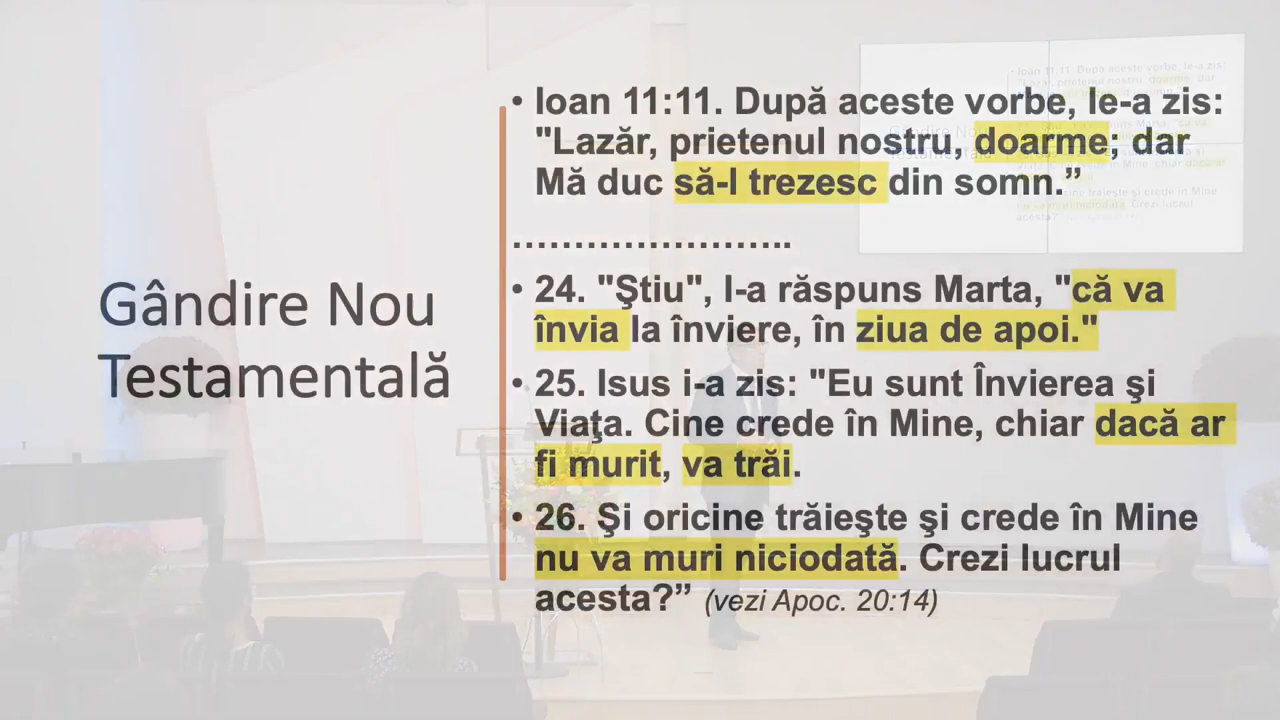 Gândire Nou
Testamentală
• Ioan 11:11. După aceste vorbe, le-a zis:
"Lazăr, prietenul nostru, doarme; dar
Mă duc să-l trezesc din somn.”
…………………..
• 24. "Ştiu", I-a răspuns Marta, "că va
învia la înviere, în ziua de apoi."
• 25. Isus i-a zis: "Eu sunt Învierea şi
Viaţa. Cine crede în Mine, chiar dacă ar
fi murit, va trăi.
• 26. Şi oricine trăieşte şi crede în Mine
nu va muri niciodată. Crezi lucrul
acesta?” (vezi Apoc. 20:14)